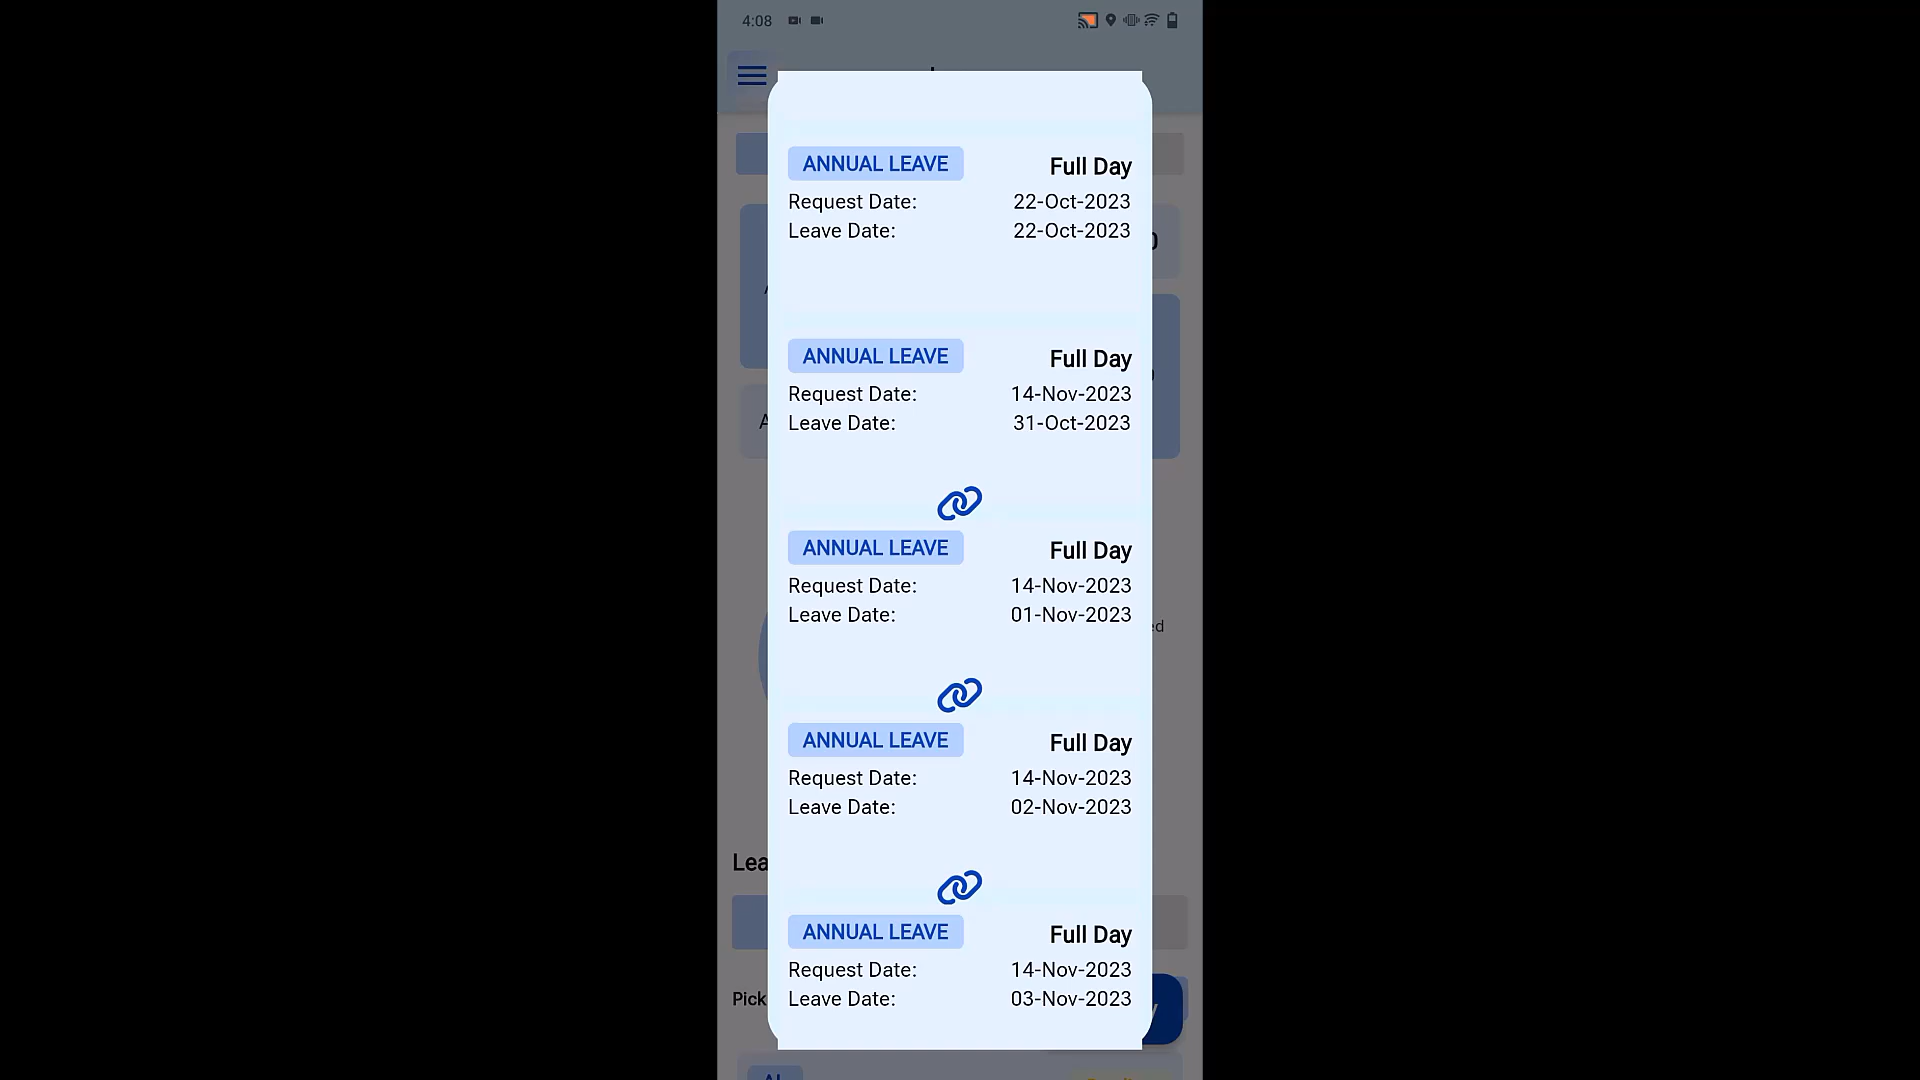 4:08
ANNUAL LEAVE Full Day
Request Date: 22-Oct-2023
Leave Date: 22-Oct-2023
ANNUAL LEAVE Full Day
Request Date: 14-Nov-2023
Leave Date: 31-Oct-2023
ANNUAL LEAVE Full Day
Request Date: 14-Nov-2023
Leave Date: 01-Nov-2023
ANNUAL LEAVE Full Day
Request Date: 14-Nov-2023
Leave Date: 02-Nov-2023
Lea
ANNUAL LEAVE Full Day
Request Date: 14-Nov-2023
Pick Leave Date: 03-Nov-2023